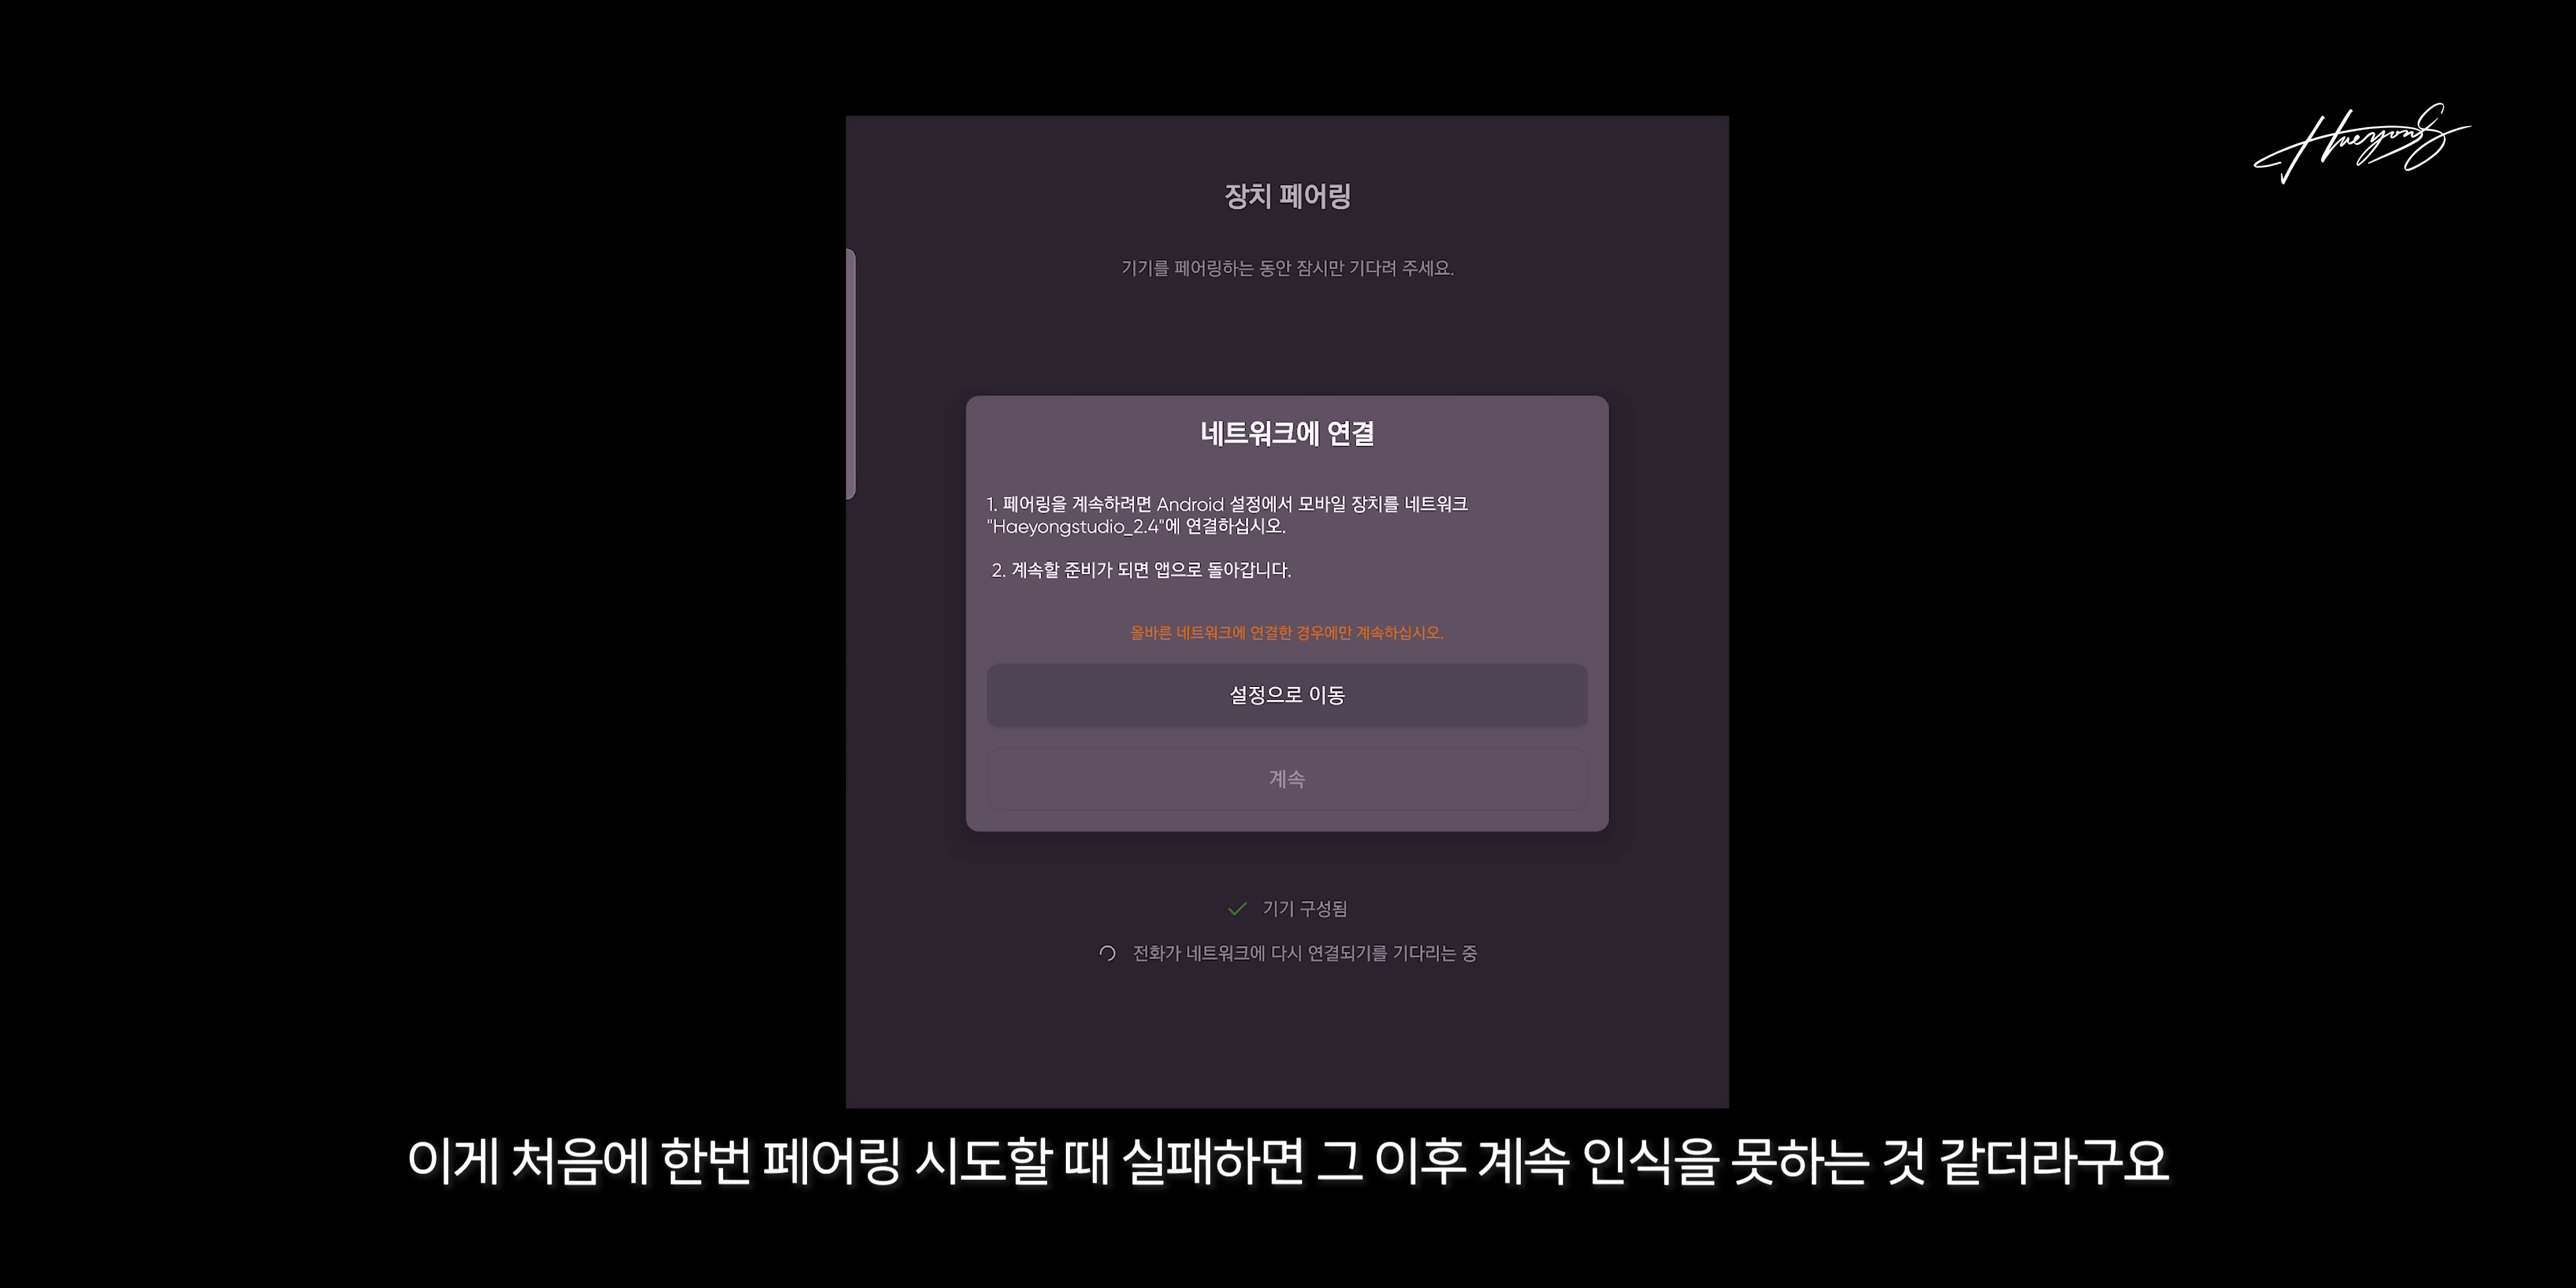 Haeyong
장치 페어링
기기를 페어링하는 동안 잠시만 기다려 주세요.
네트워크에 연결
1. 페어링을 계속하려면 Android 설정에서 모바일 장치를 네트워크
"Haeyongstudio_2.4"에 연결하십시오.
2. 계속할 준비가 되면 앱으로 돌아갑니다.
올바른 네트워크에 연결한 경우에만 계속하십시오.
설정으로 이동
계속
기기 구성됨
전화가 네트워크에 다시 연결되기를 기다리는 중
이게 처음에 한번 페어링 시도할 때 실패하면 그 이후 계속 인식을 못하는 것 같더라구요